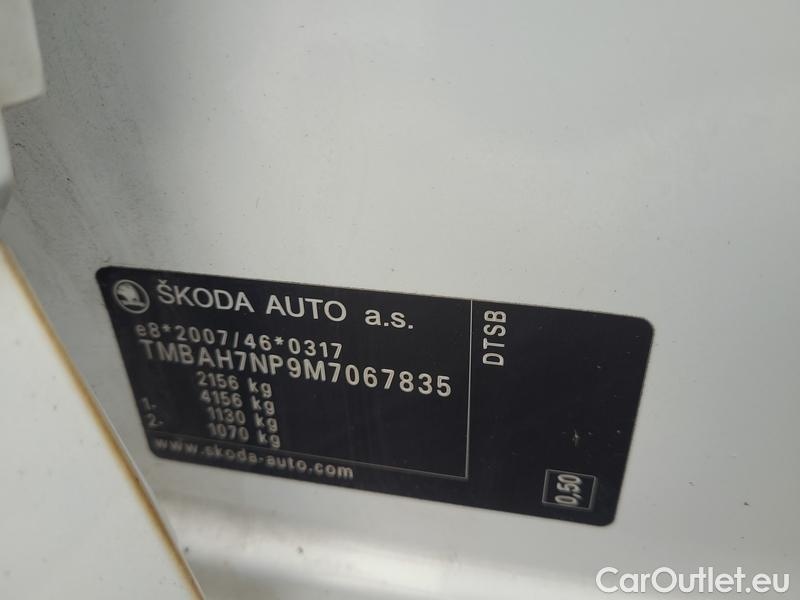 ŠKODA AUTO a.s.
e8*2007/46*0317
TMBAH7NP9M7067835
2156 kg
4156 kg
1- 1130 kg
2- 1070 kg
www.skoda-auto.com
DTSB
0,50
CarOutlet.eu